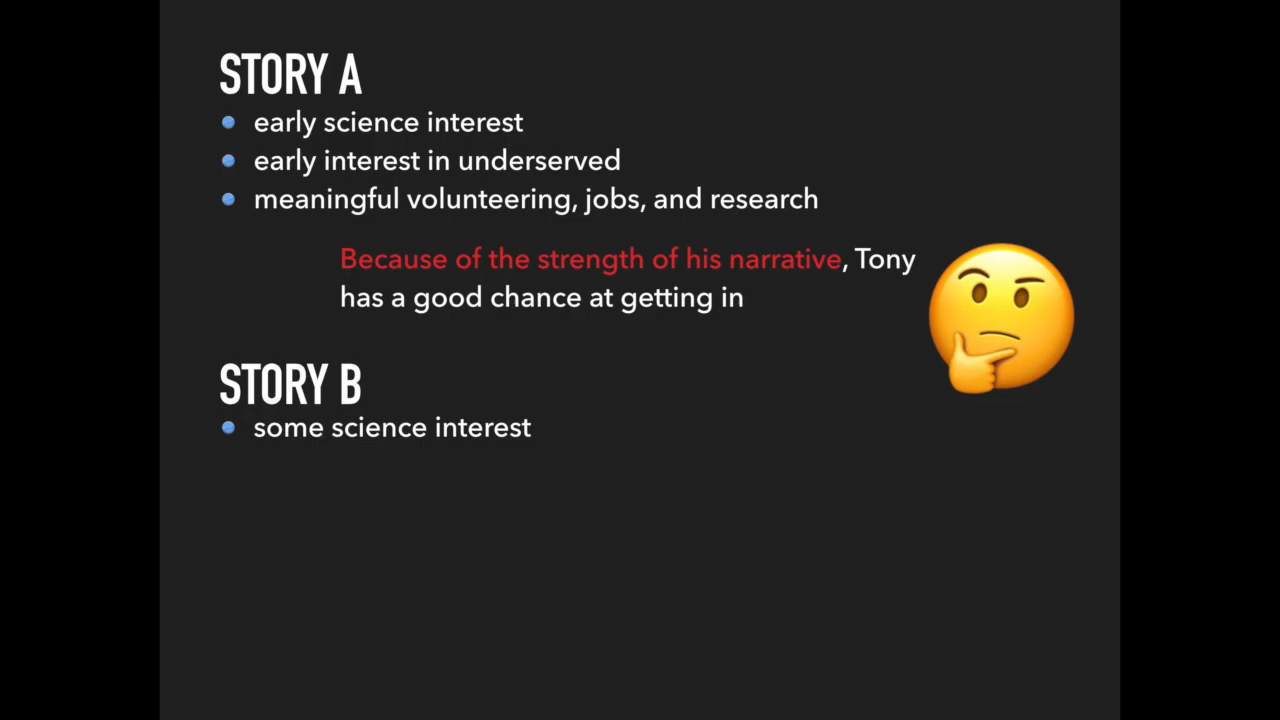 STORY A
early science interest
early interest in underserved
meaningful volunteering, jobs, and research
Because of the strength of his narrative, Tony
has a good chance at getting in
STORY B
some science interest